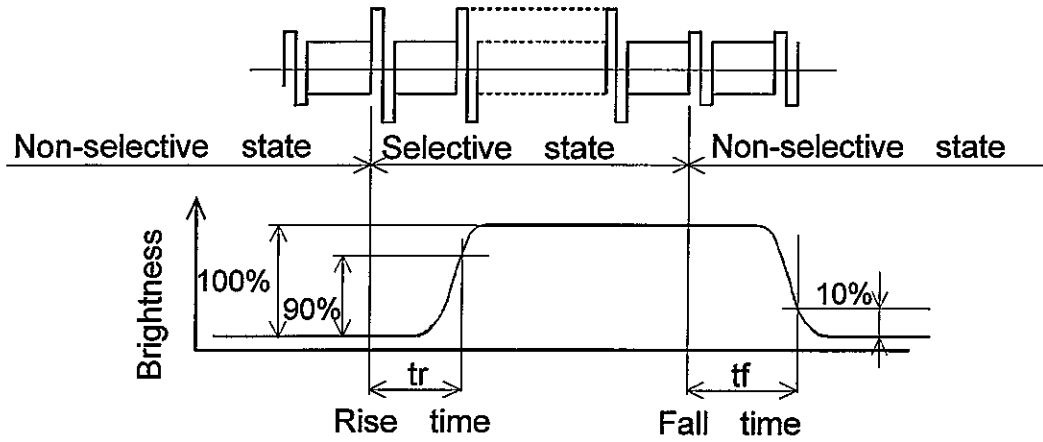 Non-selective state
Selective state
Non-selective state
Brightness
100%
90%
10%
tr
tf
Rise time
Fall time